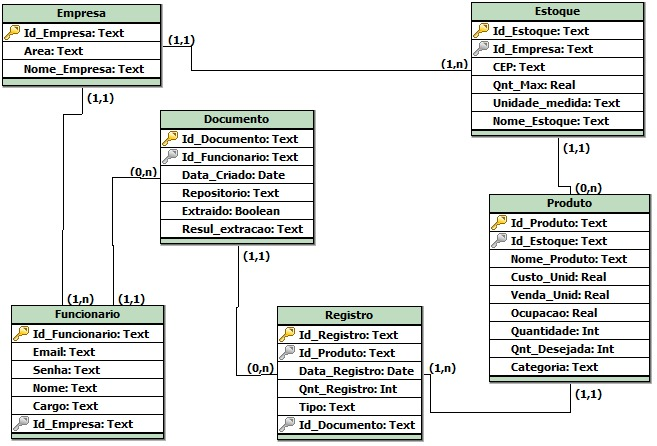 Empresa
Id_Empresa: Text
Area: Text
Nome_Empresa: Text
(1,1)
(1,1)
Estoque
Id_Estoque: Text
Id_Empresa: Text
CEP: Text
Qnt_Max: Real
Unidade_medida: Text
Nome_Estoque: Text
(1,n)
(1,1)
Documento
Id_Documento: Text
Id_Funcionario: Text
Data_Criado: Date
Repositorio: Text
Extraido: Boolean
Resul_extracao: Text
(0,n)
(1,1)
(0,n)
Produto
Id_Produto: Text
Id_Estoque: Text
Nome_Produto: Text
Custo_Unid: Real
Venda_Unid: Real
Ocupacao: Real
Quantidade: Int
Qnt_Desejada: Int
Categoria: Text
(1,1)
(1,n)
(1,1)
Funcionario
Id_Funcionario: Text
Email: Text
Senha: Text
Nome: Text
Cargo: Text
Id_Empresa: Text
Registro
Id_Registro: Text
Id_Produto: Text
Data_Registro: Date
Qnt_Registro: Int
Tipo: Text
Id_Documento: Text
(0,n)
(1,n)